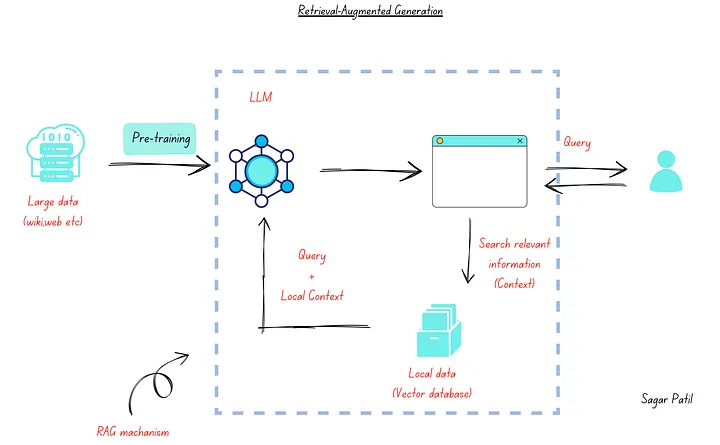 Retrieval-Augmented Generation
LLM
1010
Pre-training
Query
Large data
(wiki,web etc)
Search relevant
information
(Context)
Query
+
Local Context
Local data
(Vector database)
Sagar Patil
RAG machanism